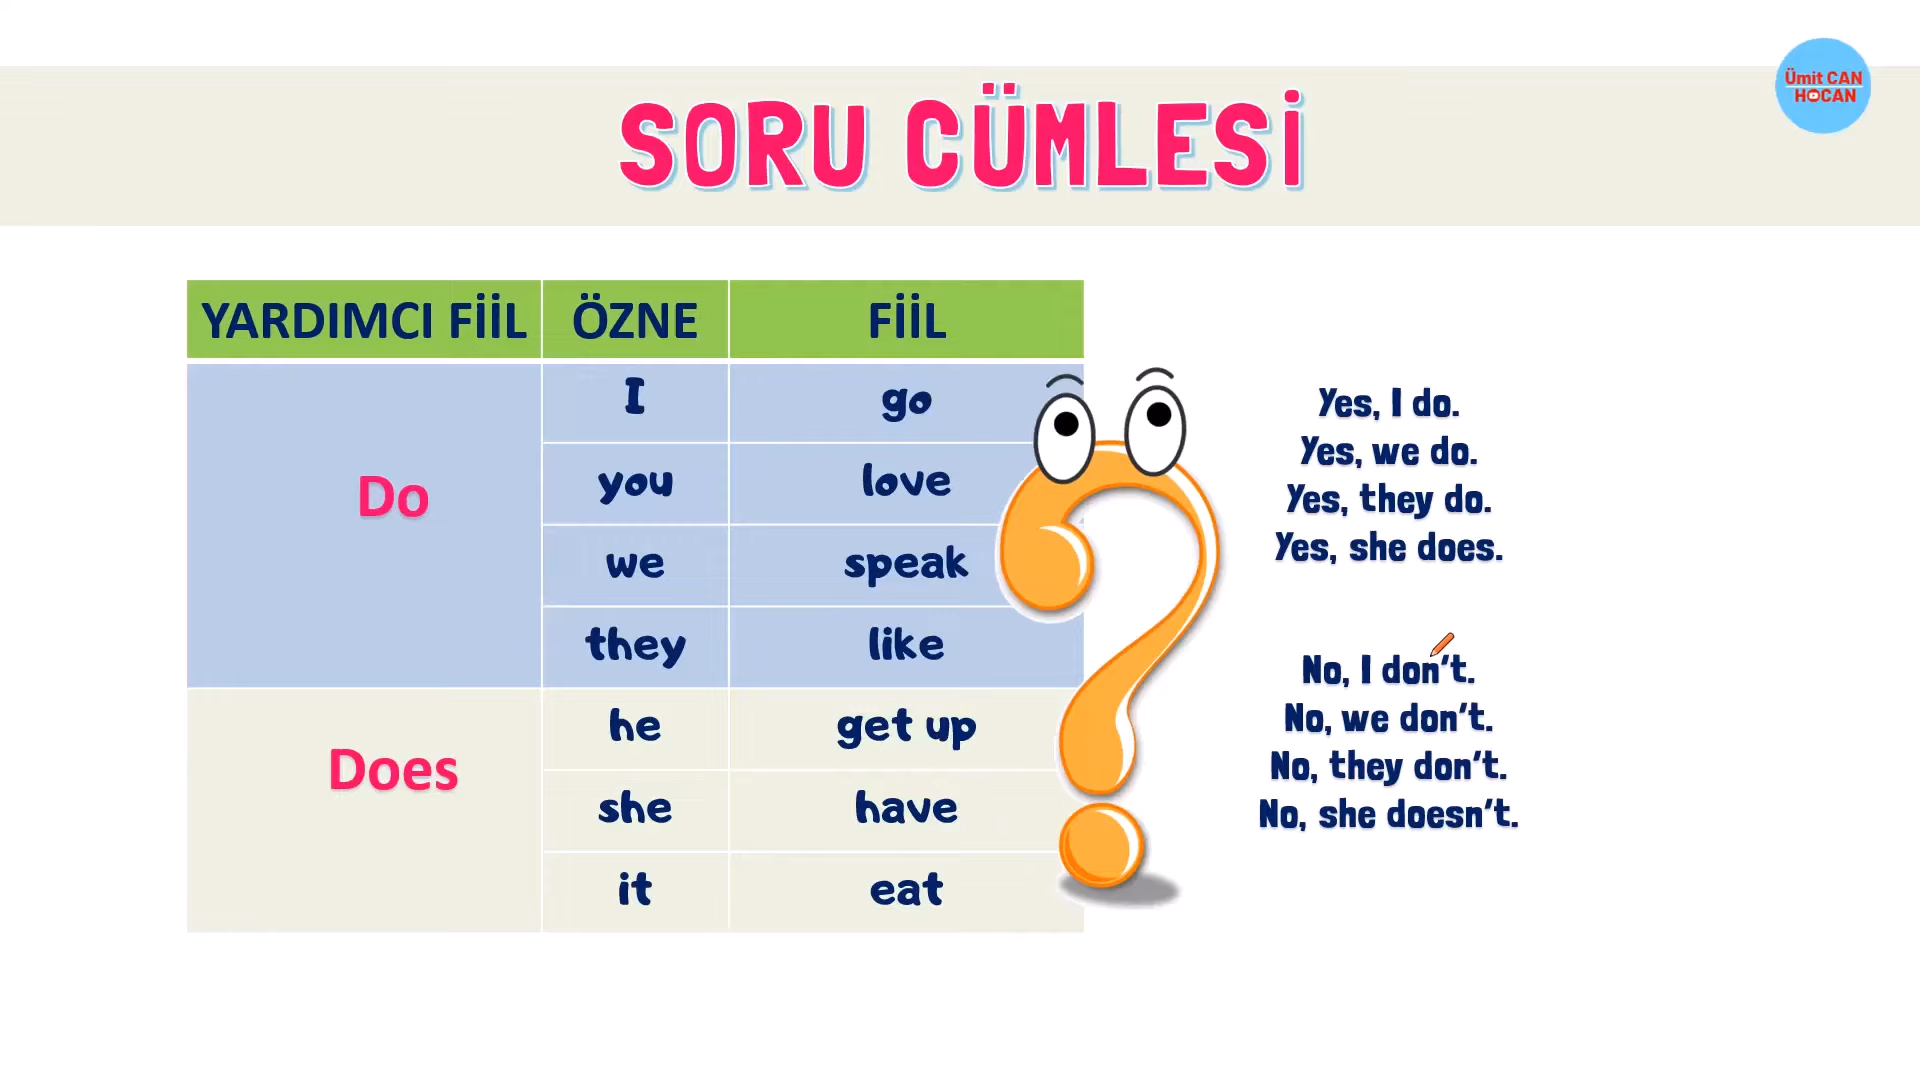 Ümit CAN
HOCAN
SORU CÜMLESİ
YARDIMCI FİİL ÖZNE FİİL
Do
I go
you love
we speak
they like
Does
he get up
she have
it eat
Yes, I do.
Yes, we do.
Yes, they do.
Yes, she does.
No, I don't.
No, we don't.
No, they don't.
No, she doesn't.